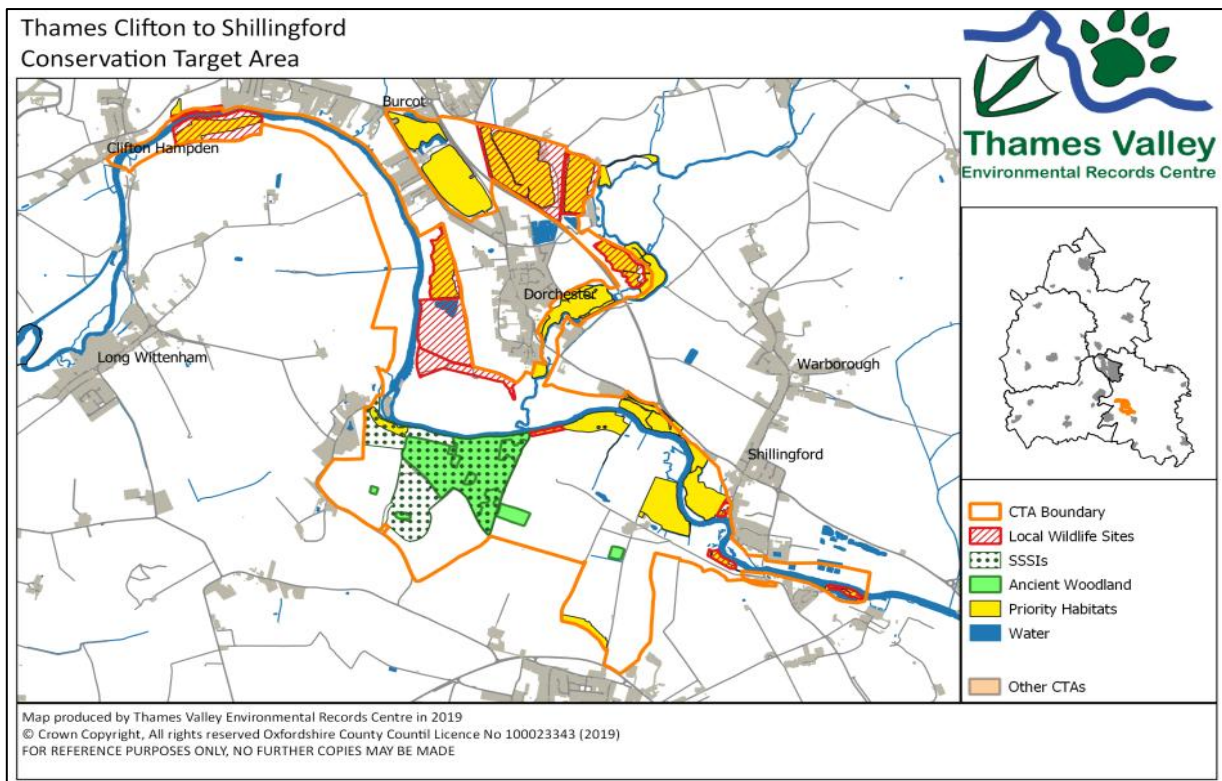 Thames Clifton to Shillingford
Conservation Target Area
Thames Valley
Environmental Records Centre
Burcot
Clifton Hampden
Dorchester
Long Wittenham
Warborough
Shillingford
CTA Boundary
Local Wildlife Sites
SSSIs
Ancient Woodland
Priority Habitats
Water
Other CTAs
Map produced by Thames Valley Environmental Records Centre in 2019
© Crown Copyright, All rights reserved Oxfordshire County Countil Licence No 100023343 (2019)
FOR REFERENCE PURPOSES ONLY, NO FURTHER COPIES MAY BE MADE